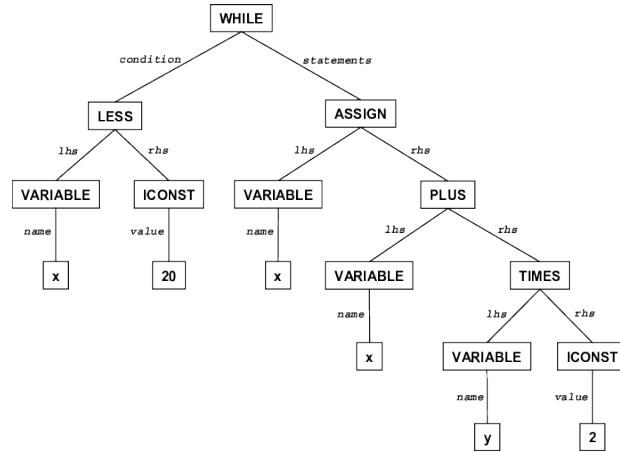 WHILE
condition statements
LESS ASSIGN
lhs rhs lhs rhs
VARIABLE ICONST VARIABLE PLUS
name value name lhs rhs
x 20 x VARIABLE TIMES
name lhs rhs
x VARIABLE ICONST
name value
y 2